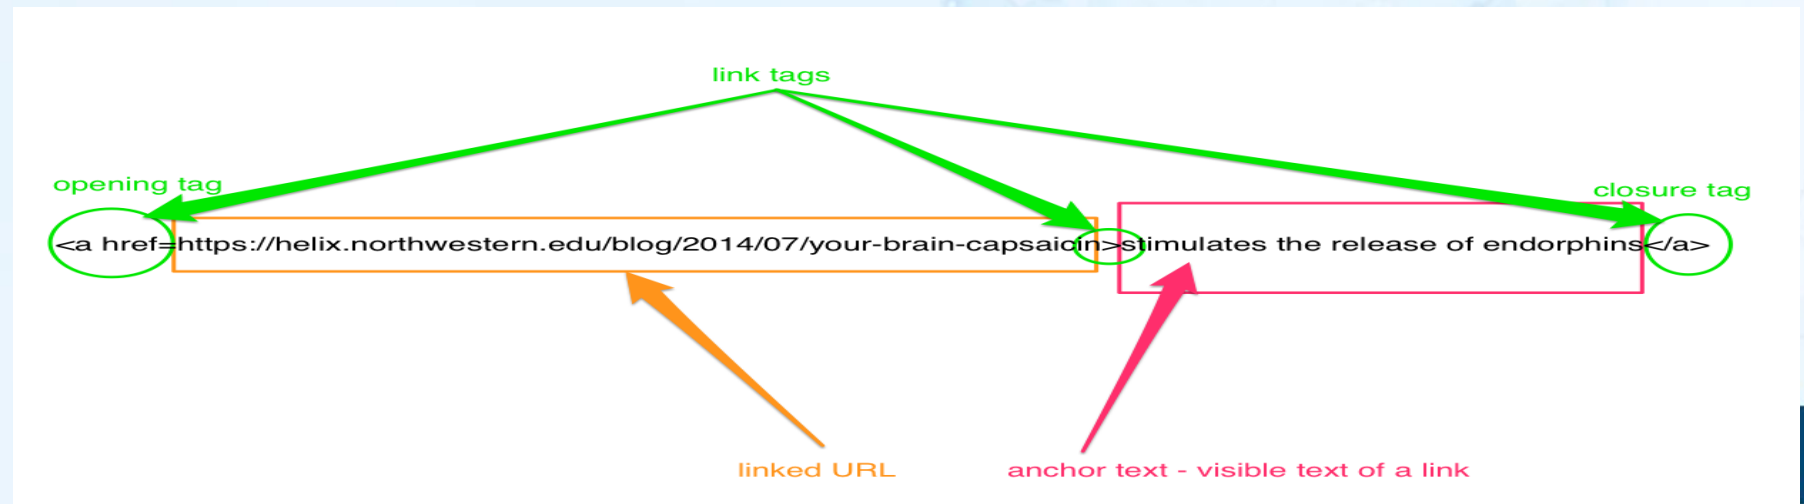 link tags
opening tag
closure tag
<a href=https://helix.northwestern.edu/blog/2014/07/your-brain-capsaicin>stimulates the release of endorphins</a>
linked URL
anchor text - visible text of a link